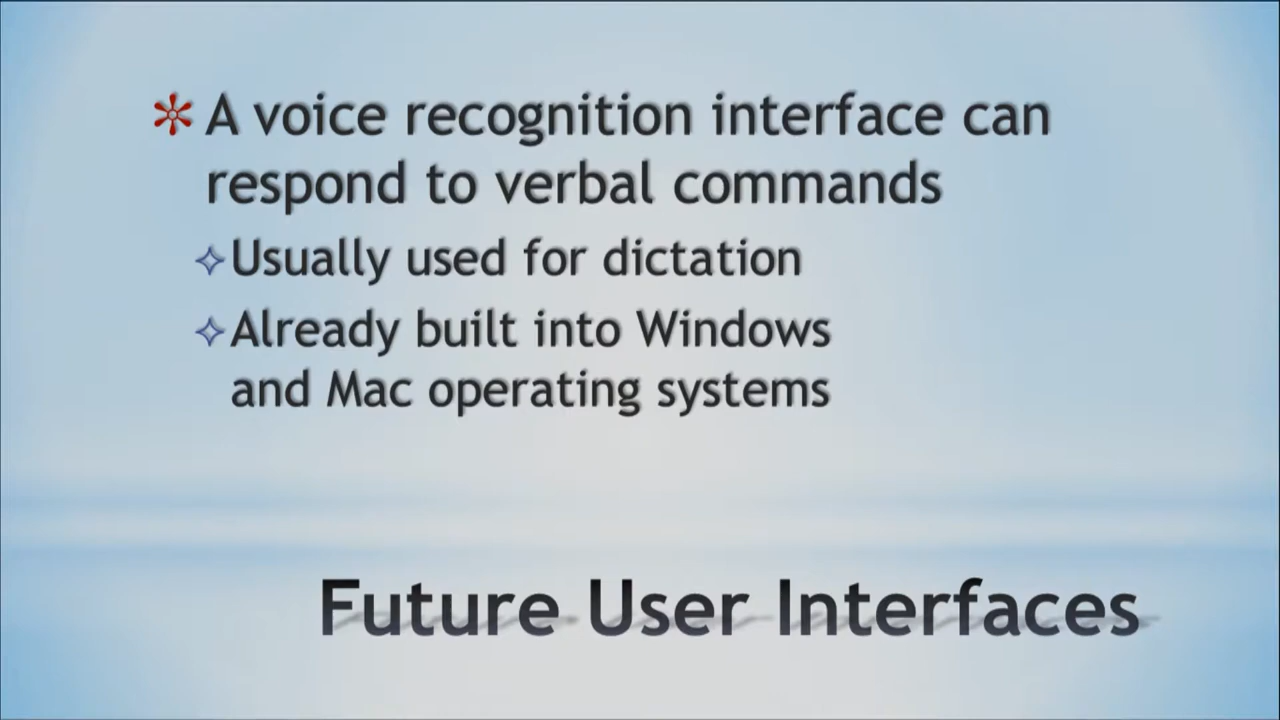 A voice recognition interface can
respond to verbal commands
Usually used for dictation
Already built into Windows
and Mac operating systems
Future User Interfaces